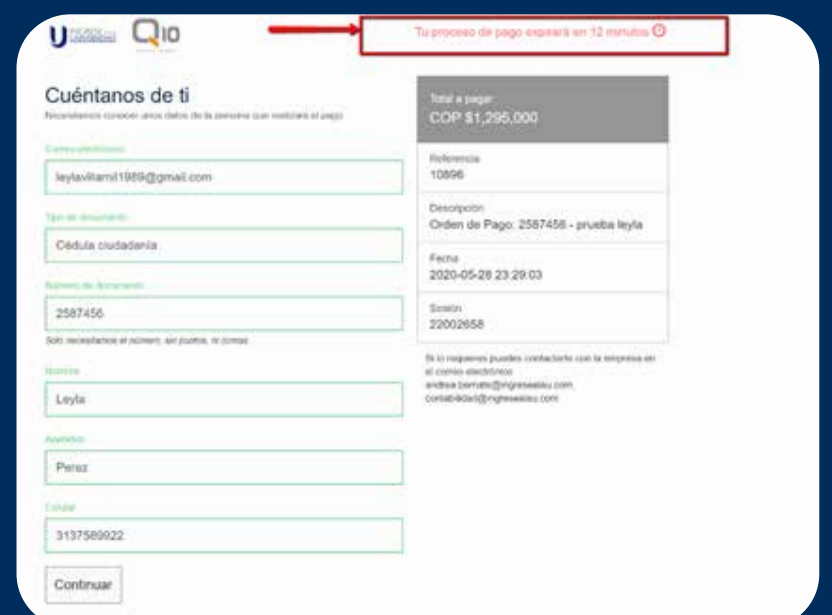 Q10
Tu proceso de pago expirará en 12 minutos
Cuéntanos de ti
Necesitamos conocer unos datos de la persona que realizará el pago
Correo electrónico
leylavillamil1989@gmail.com
Tipo de documento
Cédula ciudadanía
Número de documento
2587456
Solo necesitamos el número, sin puntos, ni comas
Nombre
Leyla
Apellidos
Perez
Celular
3137589922
Continuar
Total a pagar
COP $1,295,000
Referencia
10896
Descripción
Orden de Pago: 2587456 - prueba leyla
Fecha
2020-05-28 23:29:03
Sesión
22002658
Si lo requieres puedes contactarte con la empresa en
el correo electrónico
contabilidad@ingresealau.com